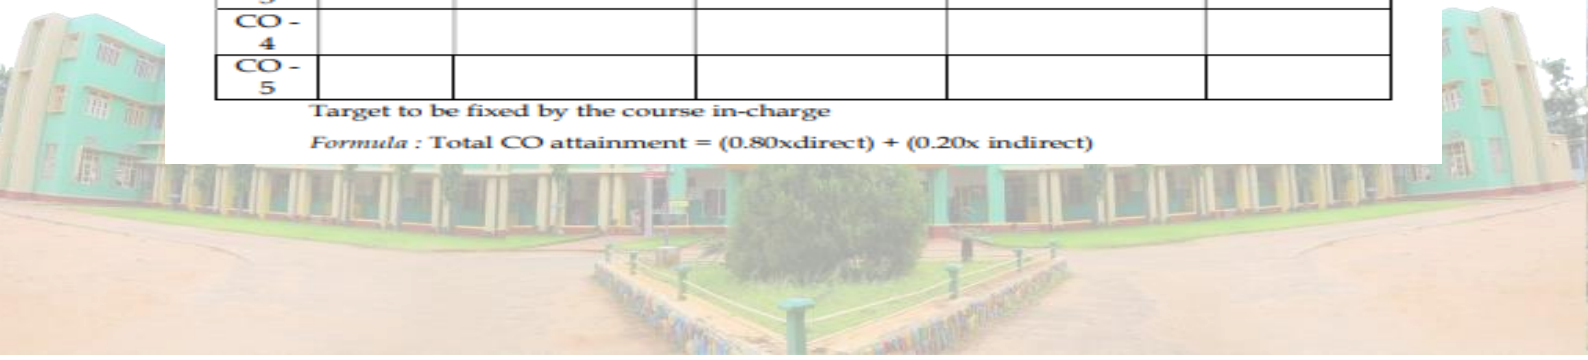 CO -
4
CO -
5
Target to be fixed by the course in-charge
Formula : Total CO attainment = (0.80xdirect) + (0.20x indirect)